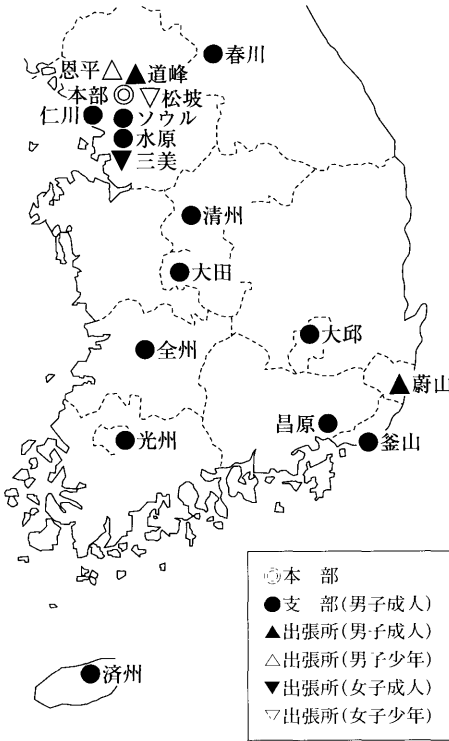 春川
恩平
道峰
本部
松坡
仁川
ソウル
水原
三美
清州
大田
全州
大邱
蔚山
昌原
釜山
光州
済州
本　部
支　部(男子成人)
出張所(男子成人)
出張所(男子少年)
出張所(女子成人)
出張所(女子少年)